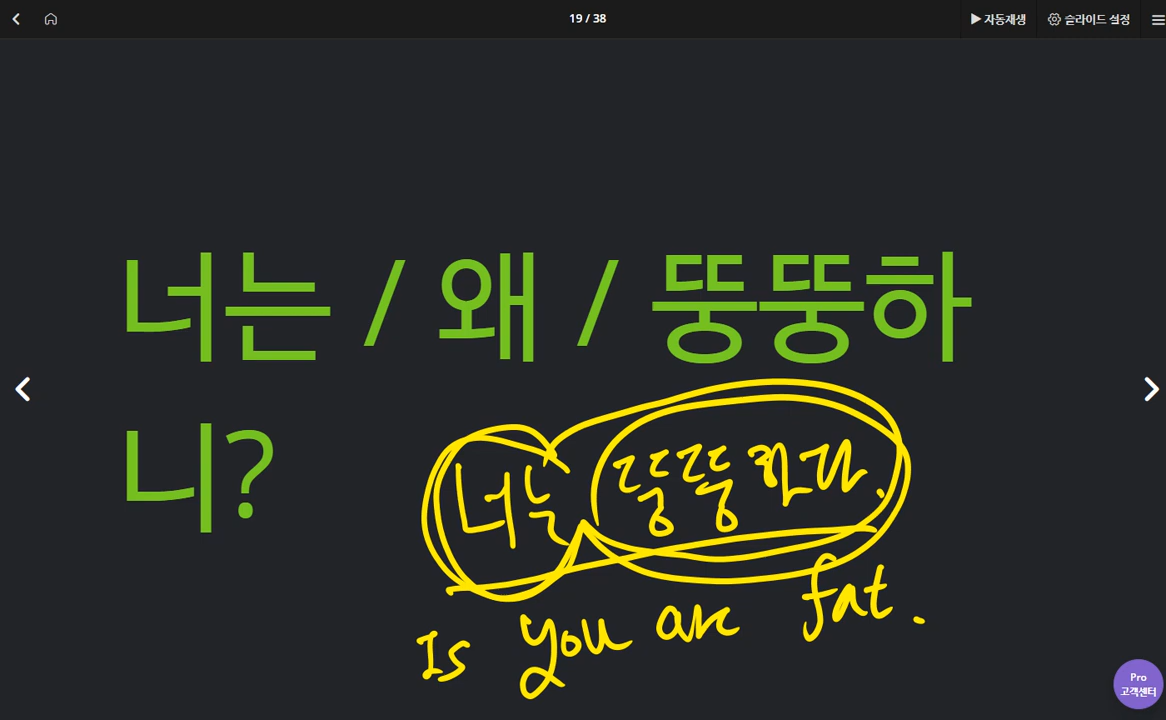 19 / 38
자동재생
슬라이드 설정
너는 / 왜 / 뚱뚱하
니?
너는 뚱뚱하다.
Is you are fat.
Pro
고객센터